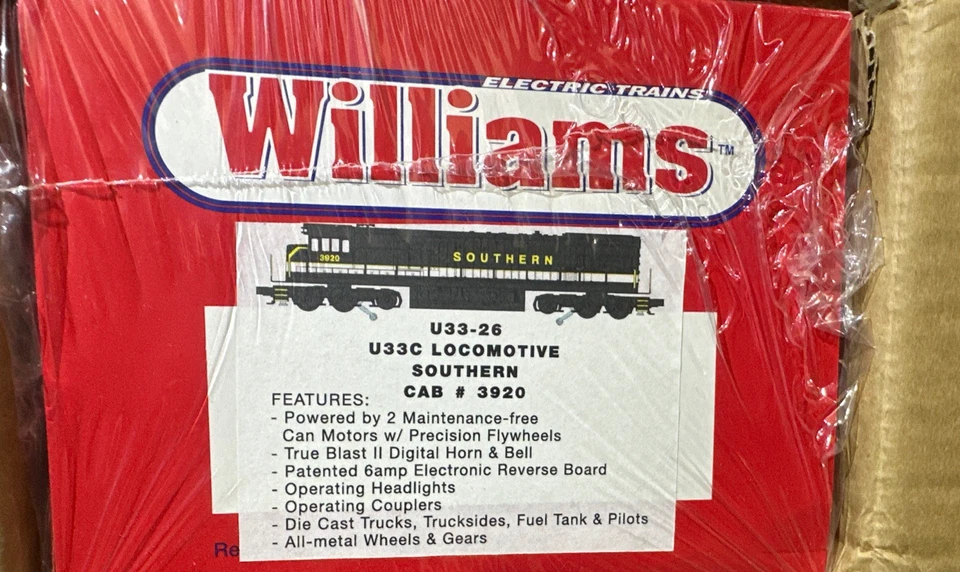 ELECTRIC TRAINS
Williams™
3920 SOUTHERN
U33-26
U33C LOCOMOTIVE
SOUTHERN
CAB # 3920
FEATURES:
- Powered by 2 Maintenance-free
Can Motors w/ Precision Flywheels
- True Blast II Digital Horn & Bell
- Patented 6amp Electronic Reverse Board
- Operating Headlights
- Operating Couplers
- Die Cast Trucks, Trucksides, Fuel Tank & Pilots
- All-metal Wheels & Gears
Re